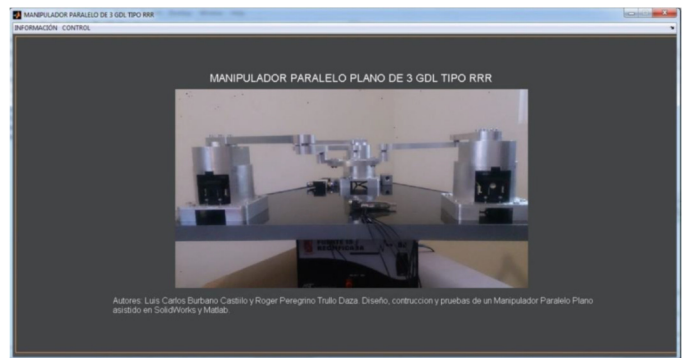 MANIPULADOR PARALELO DE 3 GDL TIPO RRR
INFORMACIÓN CONTROL
MANIPULADOR PARALELO PLANO DE 3 GDL TIPO RRR
Autores: Luis Carlos Burbano Castiilo y Roger Peregrino Trullo Daza. Diseño, contruccion y pruebas de un Manipulador Paralelo Plano
asistido en SolidWorks y Matlab